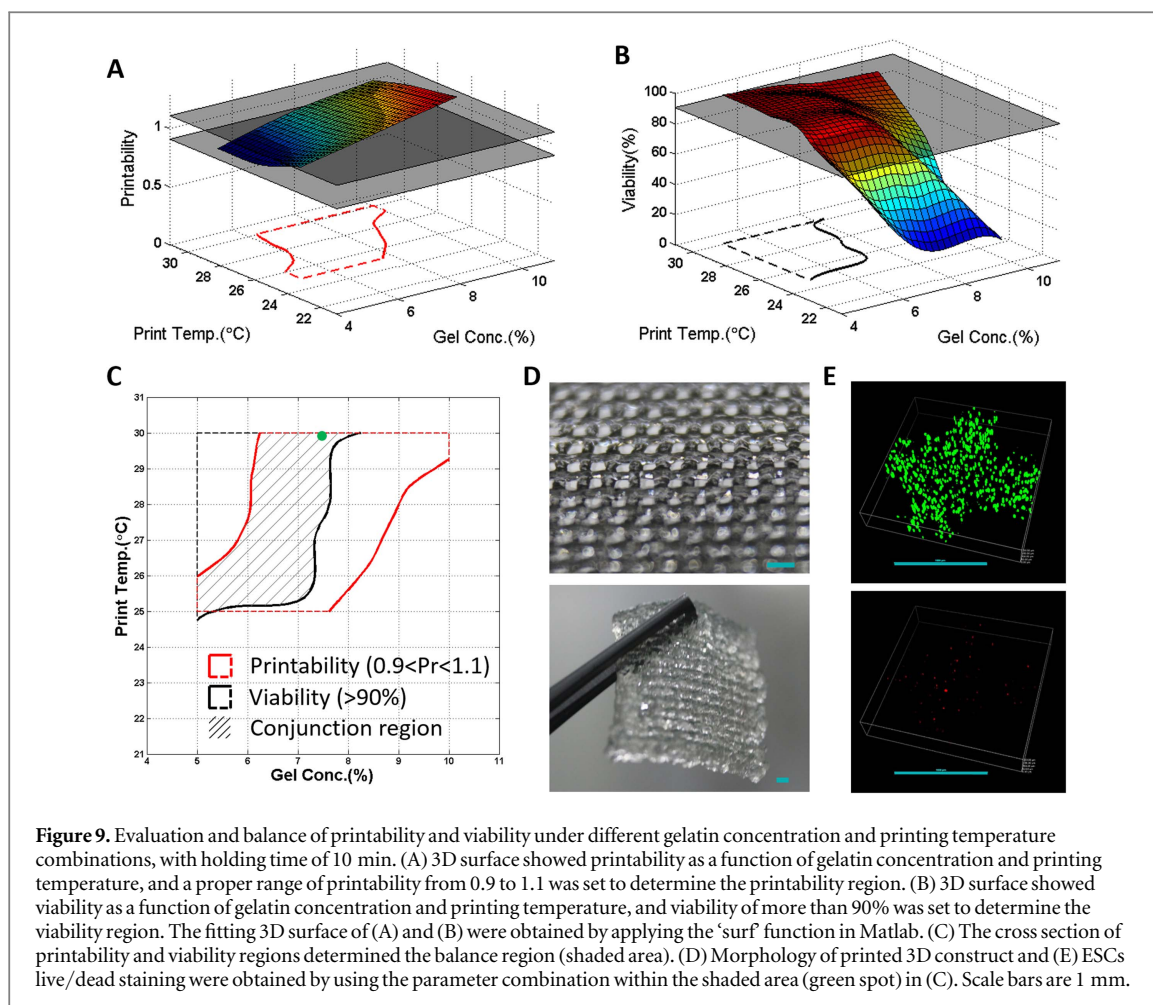 A
Printability
1
0.5
0
30
28
26
24
22
4
6
8
10
Print Temp.(°C)
Gel Conc.(%)
B
Viability(%)
100
80
60
40
20
0
30
28
26
24
22
4
6
8
10
Print Temp.(°C)
Gel Conc.(%)
C
Print Temp.(°C)
31
30
29
28
27
26
25
24
23
22
21
4
5
6
7
8
9
10
11
Gel Conc.(%)
Printability (0.9<Pr<1.1)
Viability (>90%)
Conjunction region
D
E
Figure 9. Evaluation and balance of printability and viability under different gelatin concentration and printing temperature
combinations, with holding time of 10 min. (A) 3D surface showed printability as a function of gelatin concentration and printing
temperature, and a proper range of printability from 0.9 to 1.1 was set to determine the printability region. (B) 3D surface showed
viability as a function of gelatin concentration and printing temperature, and viability of more than 90% was set to determine the
viability region. The fitting 3D surface of (A) and (B) were obtained by applying the ‘surf’ function in Matlab. (C) The cross section of
printability and viability regions determined the balance region (shaded area). (D) Morphology of printed 3D construct and (E) ESCs
live/dead staining were obtained by using the parameter combination within the shaded area (green spot) in (C). Scale bars are 1 mm.